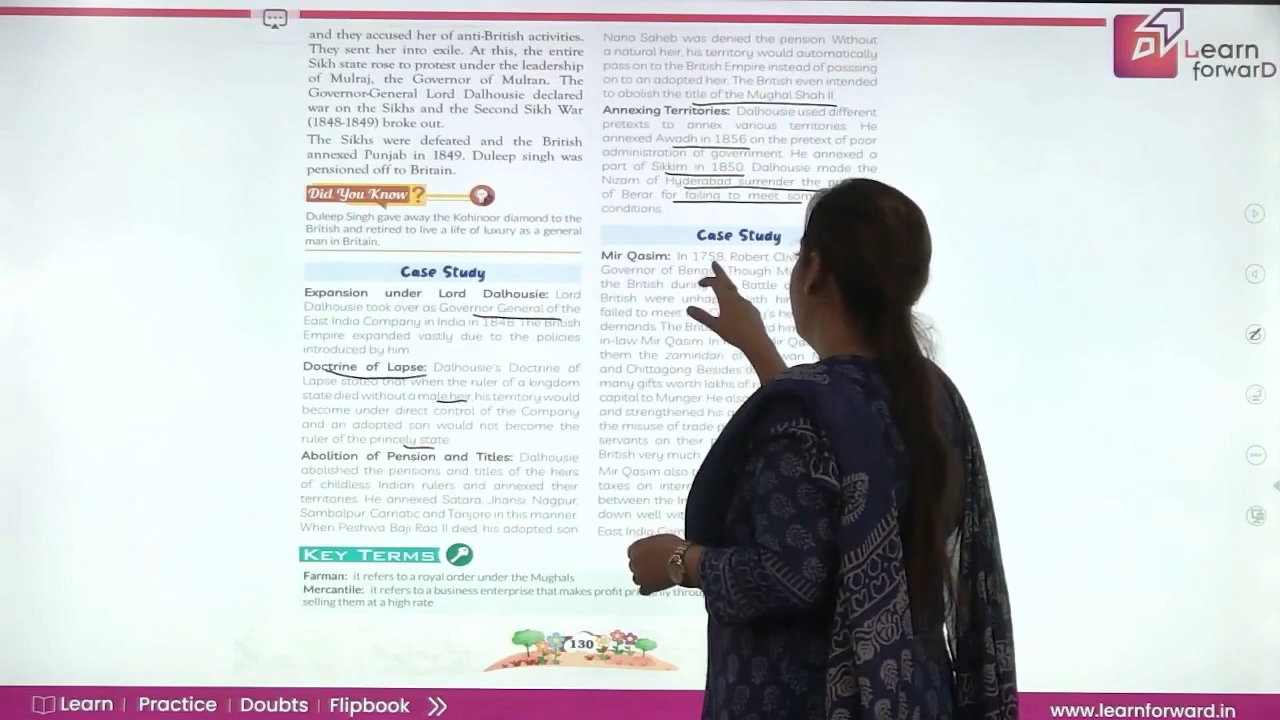 Learn
forwarD
and they accused her of anti-British activities.
They sent her into exile. At this, the entire
Sikh state rose to protest under the leadership
of Mulraj, the Governor of Multan. The
Governor-General Lord Dalhousie declared
war on the Sikhs and the Second Sikh War
(1848-1849) broke out.
The Sikhs were defeated and the British
annexed Punjab in 1849. Duleep singh was
pensioned off to Britain.
Did You Know ?
Duleep Singh gave away the Kohinoor diamond to the
British and retired to live a life of luxury as a general
man in Britain.
Case Study
Expansion under Lord Dalhousie: Lord
Dalhousie took over as Governor General of the
East India Company in India in 1848. The British
Empire expanded vastly due to the policies
introduced by him
Doctrine of Lapse: Dalhousie's Doctrine of
Lapse stated that when the ruler of a kingdom
state died without a male heir, his territory would
become under direct control of the Company
and an adopted son would not become the
ruler of the princely state
Abolition of Pension and Titles: Dalhousie
abolished the pensions and titles of the heirs
of childless Indian rulers and annexed their
territories. He annexed Satara, Jhansi, Nagpur,
Sambalpur, Carnatic and Tanjore in this manner
When Peshwa Baji Rao II died, his adopted son
Nana Saheb was denied the pension. Without
a natural heir, his territory would automatically
pass on to the British Empire instead of passsing
on to an adopted heir. The British even intended
to abolish the title of the Mughal Shah II.
Annexing Territories: Dalhousie used different
pretexts to annex various territories. He
annexed Awadh in 1856 on the pretext of poor
administration of government. He annexed a
part of Sikkim in 1850. Dalhousie made the
Nizam of Hyderabad surrender the
of Berar for failing to meet
conditions.
Case Study
Mir Qasim: In 1758, Robert
Governor of Though
the British Battle
British were
failed to meet
demands. The
in-law Mir Qasim. In
them the zamindari
and Chittagong Besides
many gifts worth lakhs of
capital to Munger. He also
and strengthened his
the misuse of trade
servants on their
British very much
Mir Qasim also
taxes on
between the
down well
East India
KEY TERMS
Farman: it refers to a royal order under the Mughals
Mercantile: it refers to a business enterprise that makes profit
selling them at a high rate
130
Learn | Practice | Doubts | Flipbook
www.learnforward.in